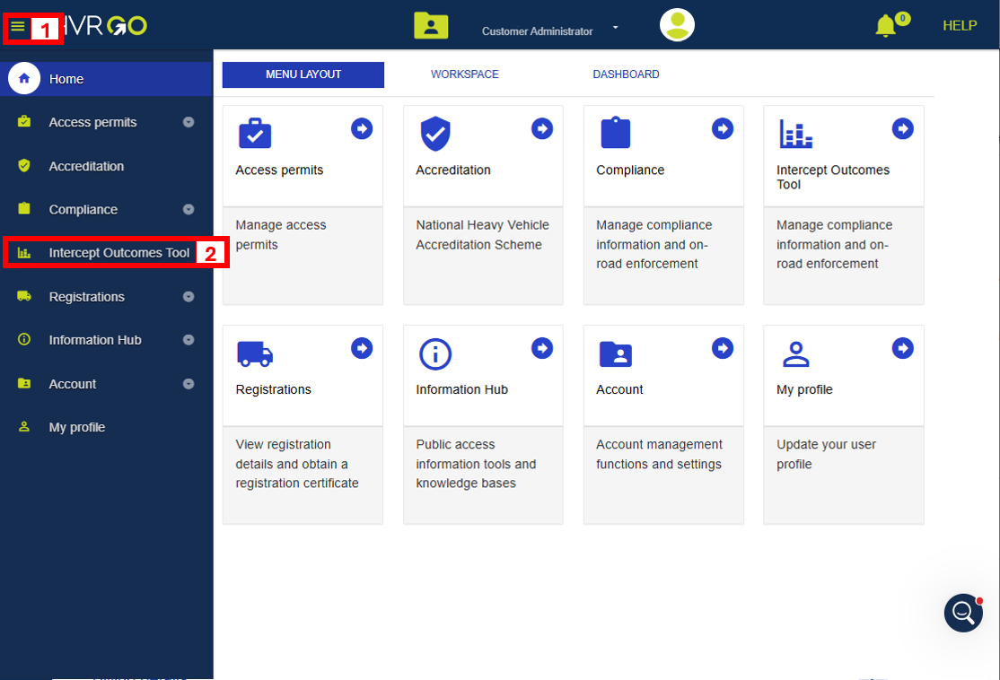 1
HVR GO
Customer Administrator
0
HELP
Home
Access permits
Accreditation
Compliance
Intercept Outcomes Tool
2
Registrations
Information Hub
Account
My profile
MENU LAYOUT
WORKSPACE
DASHBOARD
Access permits
Manage access
permits
Accreditation
National Heavy Vehicle
Accreditation Scheme
Compliance
Manage compliance
information and on-
road enforcement
Intercept Outcomes
Tool
Manage compliance
information and on-
road enforcement
Registrations
View registration
details and obtain a
registration certificate
Information Hub
Public access
information tools and
knowledge bases
Account
Account management
functions and settings
My profile
Update your user
profile